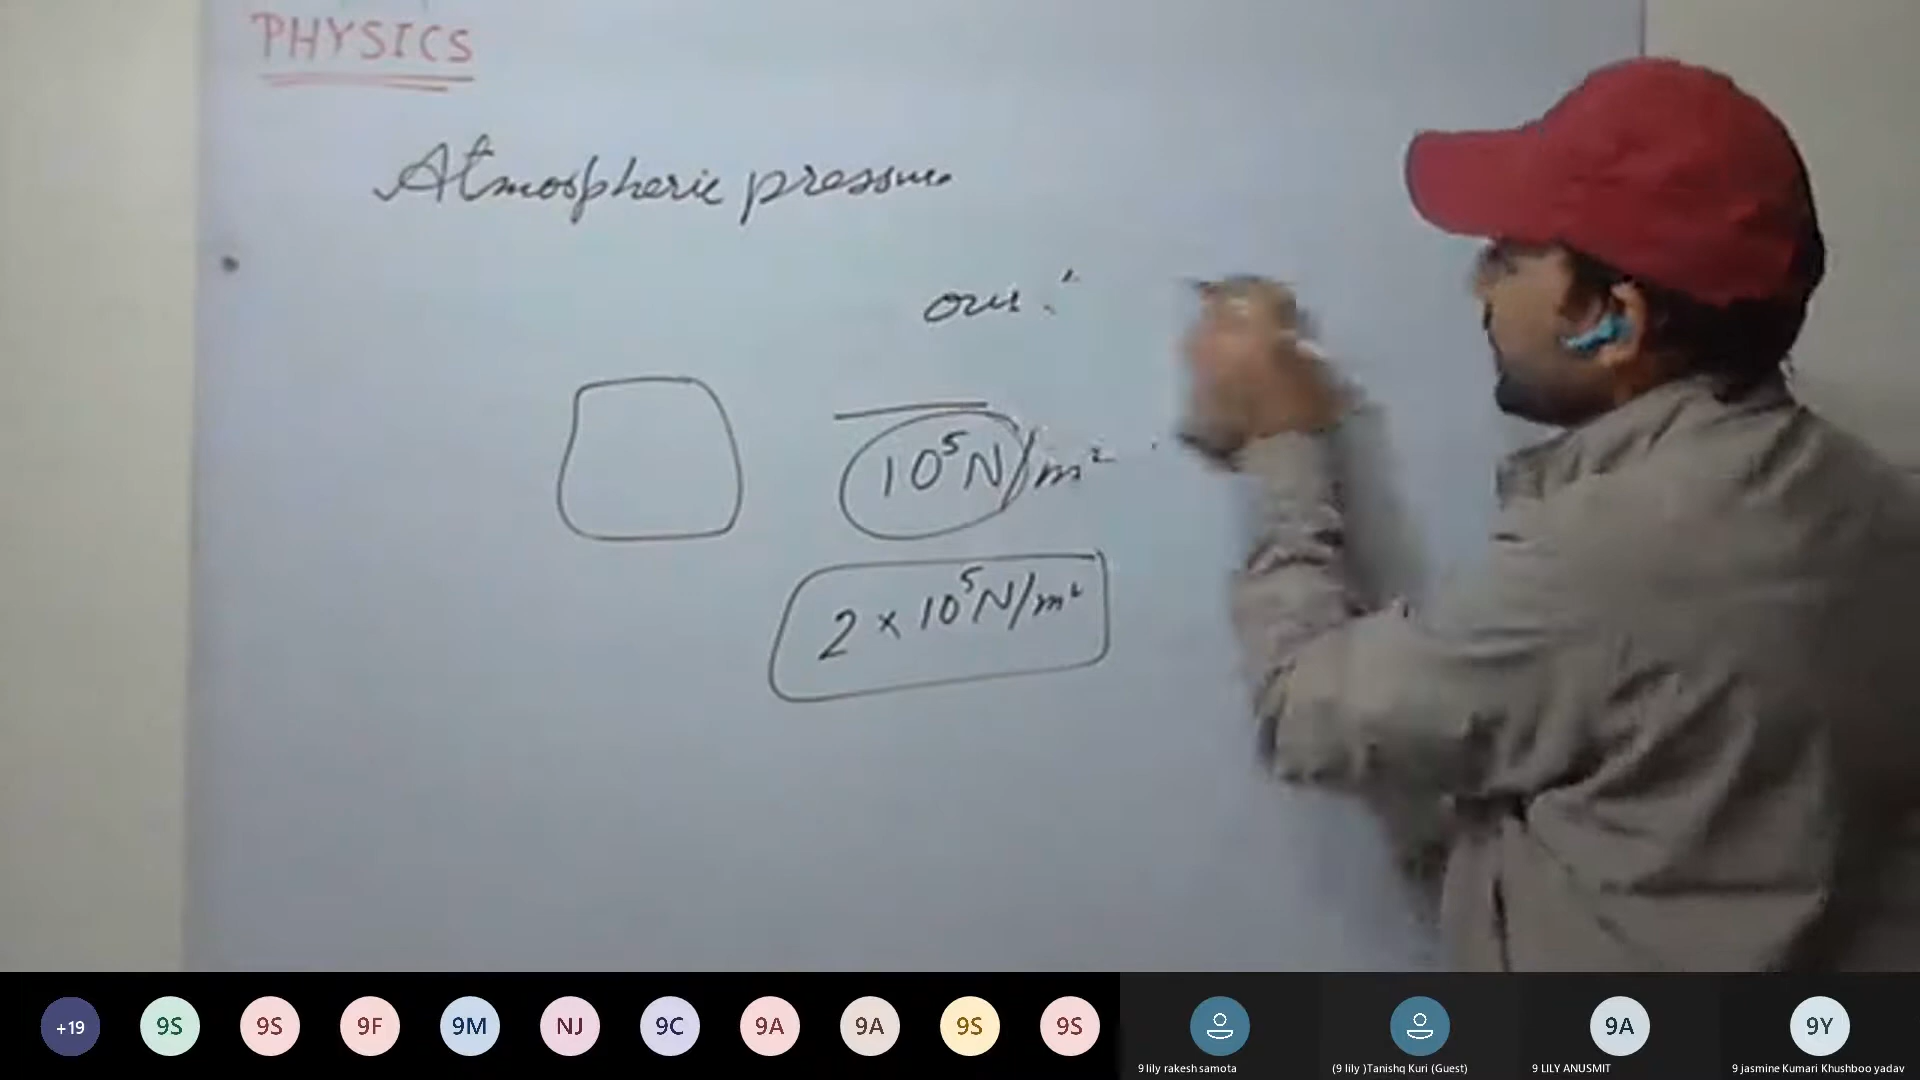 PHYSICS
Atmospheric pressure
our
10⁵N/m²
2 × 10⁵N/m²
+19
9S
9S
9F
9M
NJ
9C
9A
9A
9S
9S
9A
9Y
9 lily rakesh samota
(9 lily )Tanishq Kuri (Guest)
9 LILY ANUSMIT
9 jasmine Kumari Khushboo yadav